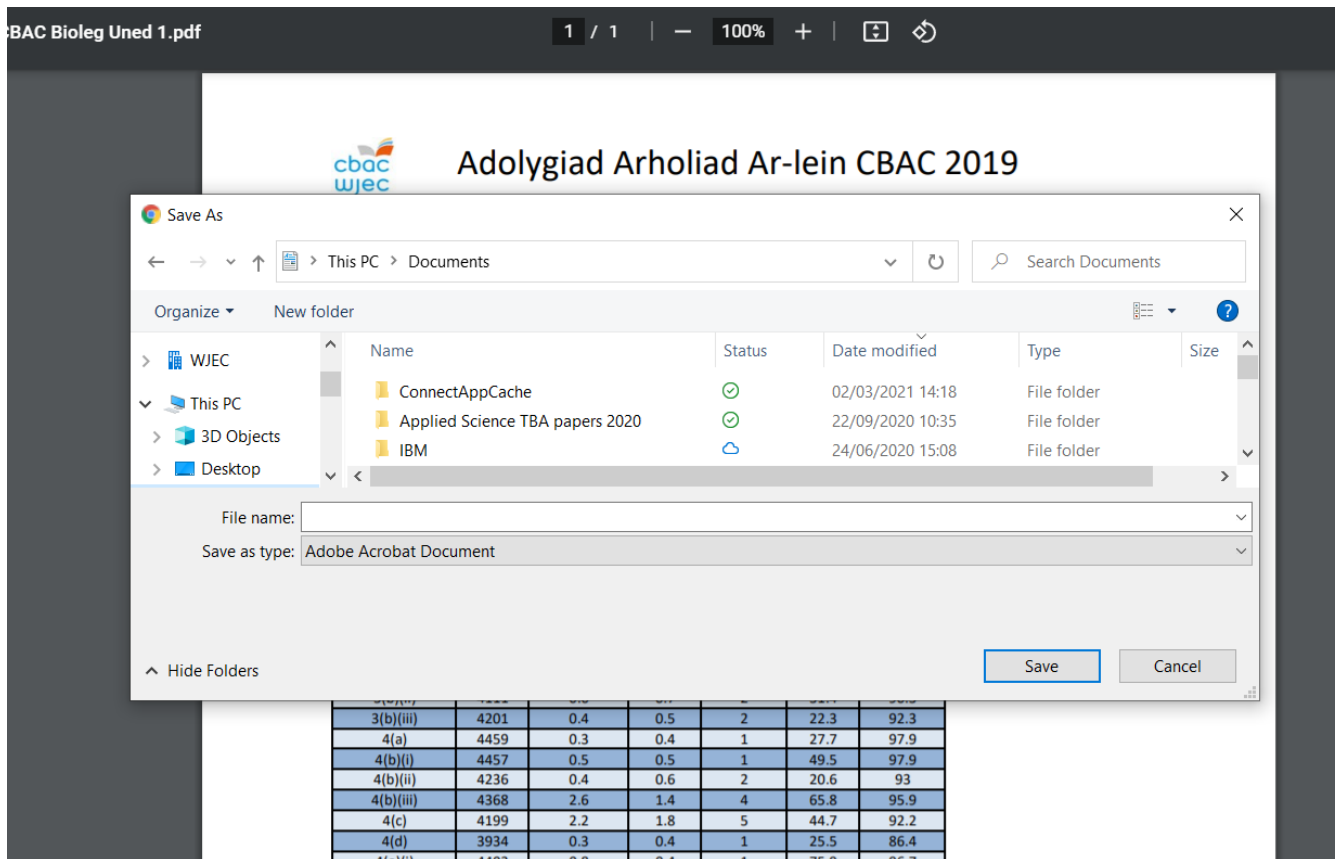 CBAC Bioleg Uned 1.pdf
1 / 1
100%
cbac
wjec
Adolygiad Arholiad Ar-lein CBAC 2019
Save As
This PC > Documents
Search Documents
Organize
New folder
?
WJEC
This PC
3D Objects
Desktop
Name Status Date modified Type Size
ConnectAppCache 02/03/2021 14:18 File folder
Applied Science TBA papers 2020 22/09/2020 10:35 File folder
IBM 24/06/2020 15:08 File folder
File name:
Save as type: Adobe Acrobat Document
Hide Folders
Save
Cancel
3(b)(iii) 4201 0.4 0.5 2 22.3 92.3
4(a) 4459 0.3 0.4 1 27.7 97.9
4(b)(i) 4457 0.5 0.5 1 49.5 97.9
4(b)(ii) 4236 0.4 0.6 2 20.6 93
4(b)(iii) 4368 2.6 1.4 4 65.8 95.9
4(c) 4199 2.2 1.8 5 44.7 92.2
4(d) 3934 0.3 0.4 1 25.5 86.4